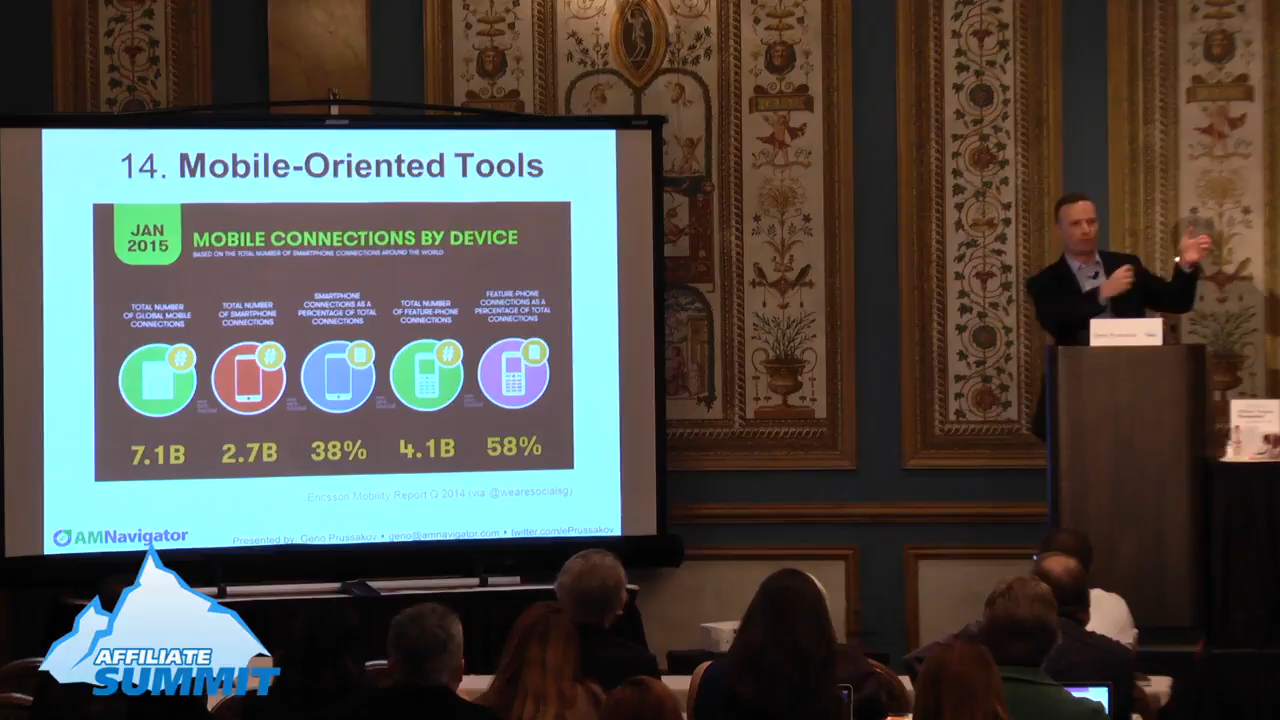 14. Mobile-Oriented Tools
JAN
2015
MOBILE CONNECTIONS BY DEVICE
BASED ON THE TOTAL NUMBER OF SMARTPHONE CONNECTIONS AROUND THE WORLD
TOTAL NUMBER
OF GLOBAL MOBILE
CONNECTIONS
TOTAL NUMBER
OF SMARTPHONE
CONNECTIONS
SMARTPHONE
CONNECTIONS AS A
PERCENTAGE OF TOTAL
CONNECTIONS
TOTAL NUMBER
OF FEATURE-PHONE
CONNECTIONS
FEATURE-PHONE
CONNECTIONS AS A
PERCENTAGE OF TOTAL
CONNECTIONS
#
#
#
7.1B
2.7B
38%
4.1B
58%
Ericsson Mobility Report Q 2014 (via @wearesocialsg)
AMNavigator
Presented by: Geno Prussakov • geno@amnavigator.com • twitter.com/ePrussakov
AFFILIATE
SUMMIT